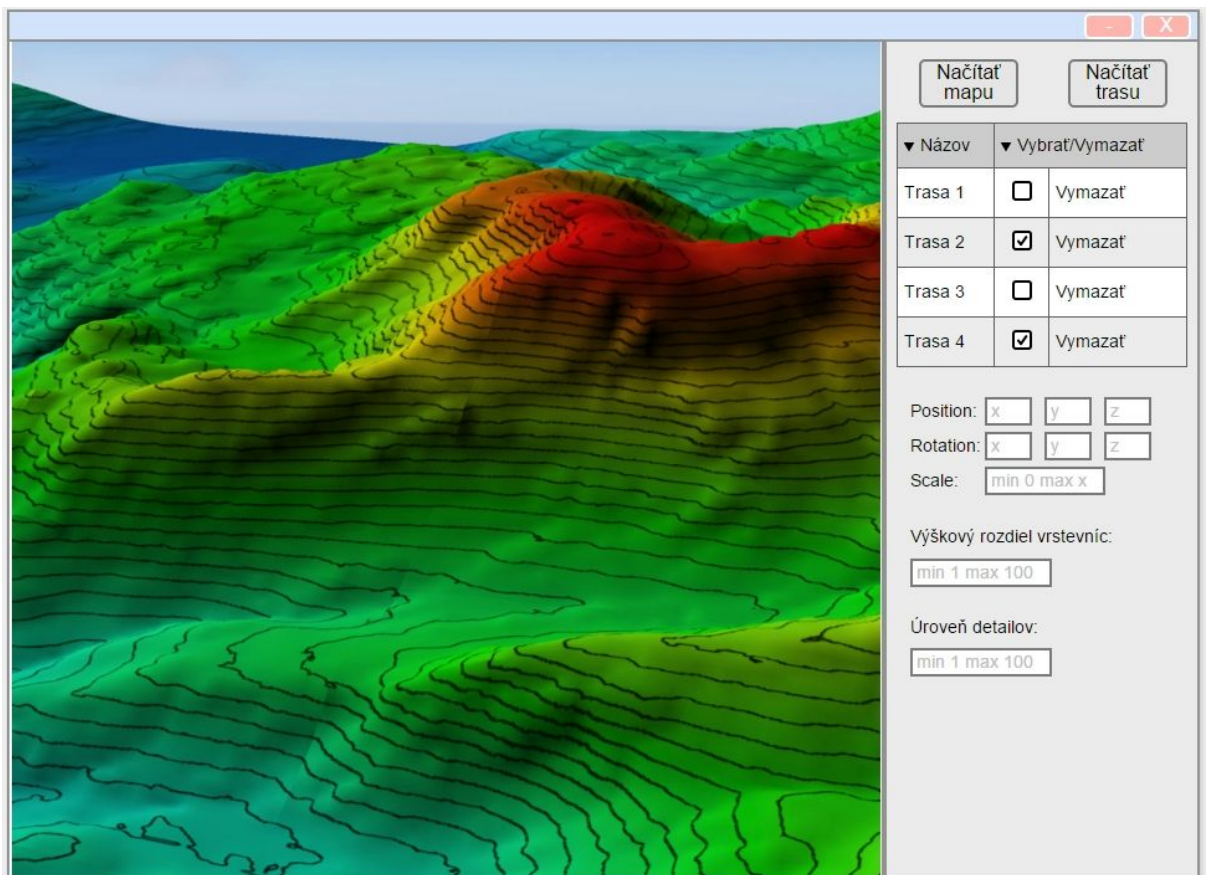 - X
Načítať mapu Načítať trasu
▼ Názov ▼ Vybrať/Vymazať
Trasa 1 Vymazať
Trasa 2 Vymazať
Trasa 3 Vymazať
Trasa 4 Vymazať
Position: x y z
Rotation: x y z
Scale: min 0 max x
Výškový rozdiel vrstevníc:
min 1 max 100
Úroveň detailov:
min 1 max 100